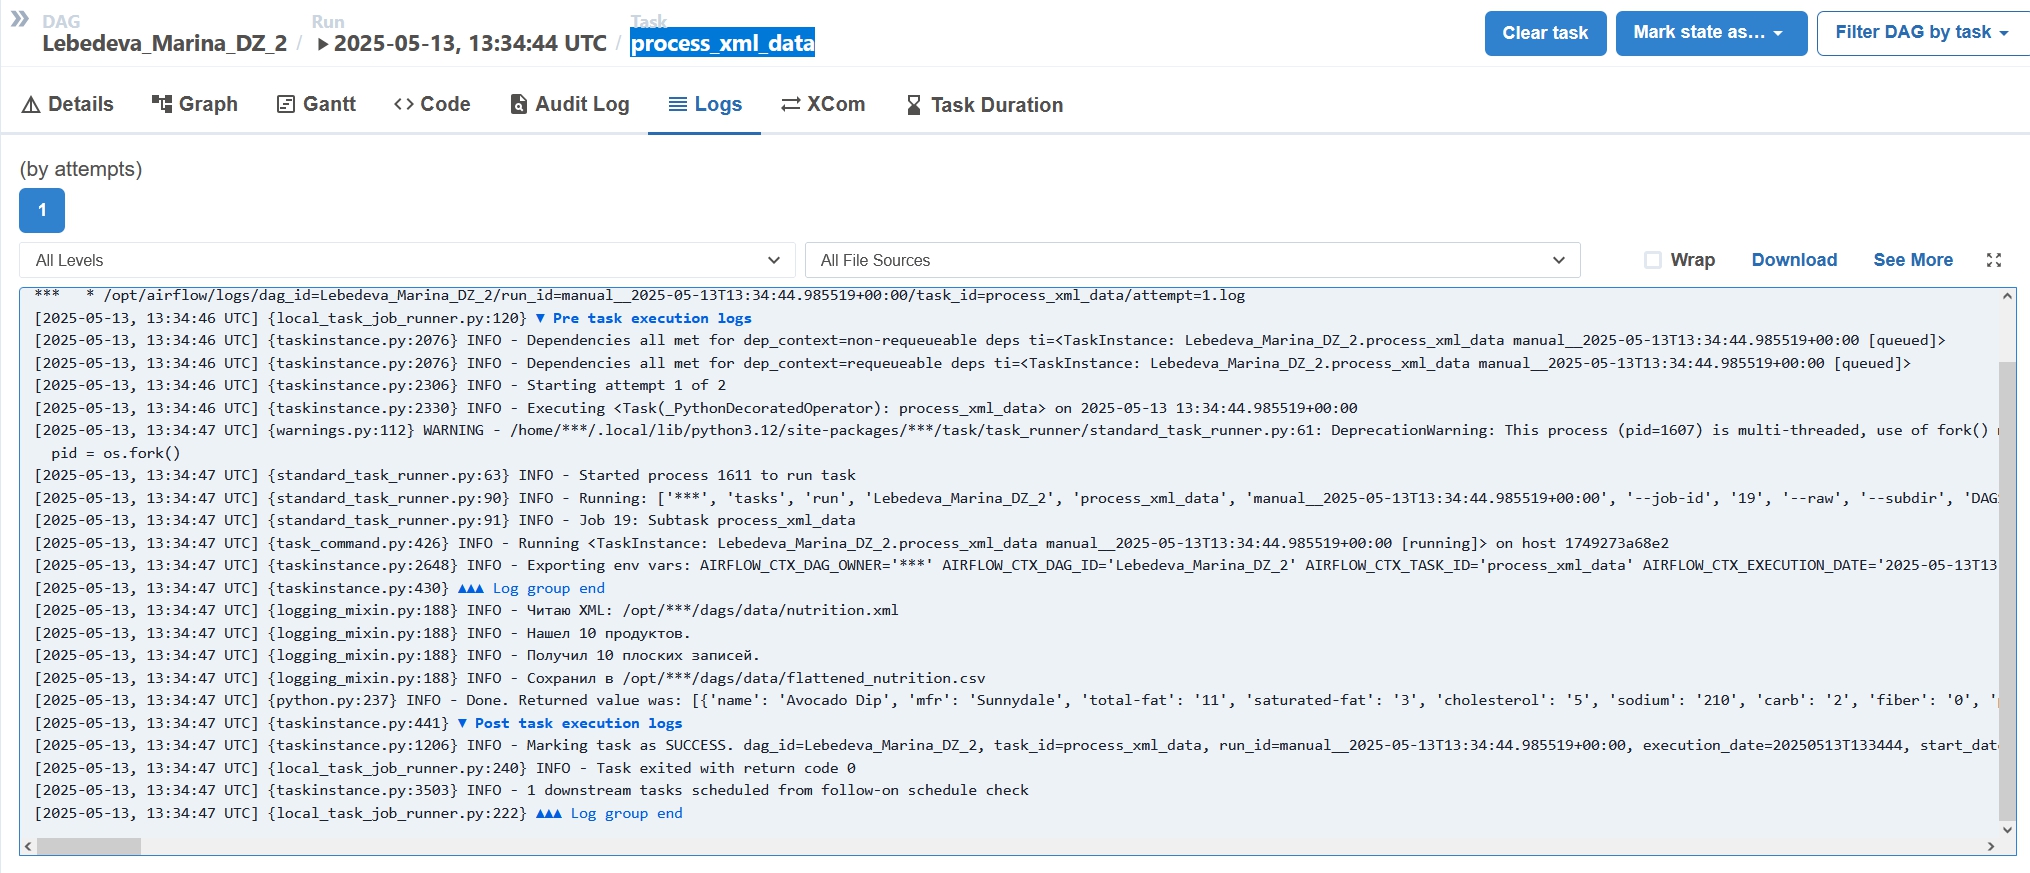 DAG Run Task
Lebedeva_Marina_DZ_2 / 2025-05-13, 13:34:44 UTC / process_xml_data
Clear task Mark state as... Filter DAG by task
Details Graph Gantt Code Audit Log Logs XCom Task Duration
(by attempts)
1
All Levels All File Sources Wrap Download See More
*** * /opt/airflow/logs/dag_id=Lebedeva_Marina_DZ_2/run_id=manual__2025-05-13T13:34:44.985519+00:00/task_id=process_xml_data/attempt=1.log
[2025-05-13, 13:34:46 UTC] {local_task_job_runner.py:120} ▼ Pre task execution logs
[2025-05-13, 13:34:46 UTC] {taskinstance.py:2076} INFO - Dependencies all met for dep_context=non-requeueable deps ti=<TaskInstance: Lebedeva_Marina_DZ_2.process_xml_data manual__2025-05-13T13:34:44.985519+00:00 [queued]>
[2025-05-13, 13:34:46 UTC] {taskinstance.py:2076} INFO - Dependencies all met for dep_context=requeueable deps ti=<TaskInstance: Lebedeva_Marina_DZ_2.process_xml_data manual__2025-05-13T13:34:44.985519+00:00 [queued]>
[2025-05-13, 13:34:46 UTC] {taskinstance.py:2306} INFO - Starting attempt 1 of 2
[2025-05-13, 13:34:46 UTC] {taskinstance.py:2330} INFO - Executing <Task(_PythonDecoratedOperator): process_xml_data> on 2025-05-13 13:34:44.985519+00:00
[2025-05-13, 13:34:47 UTC] {warnings.py:112} WARNING - /home/***/.local/lib/python3.12/site-packages/***/task/task_runner/standard_task_runner.py:61: DeprecationWarning: This process (pid=1607) is multi-threaded, use of fork()
pid = os.fork()
[2025-05-13, 13:34:47 UTC] {standard_task_runner.py:63} INFO - Started process 1611 to run task
[2025-05-13, 13:34:47 UTC] {standard_task_runner.py:90} INFO - Running: ['***', 'tasks', 'run', 'Lebedeva_Marina_DZ_2', 'process_xml_data', 'manual__2025-05-13T13:34:44.985519+00:00', '--job-id', '19', '--raw', '--subdir', 'DAG
[2025-05-13, 13:34:47 UTC] {standard_task_runner.py:91} INFO - Job 19: Subtask process_xml_data
[2025-05-13, 13:34:47 UTC] {task_command.py:426} INFO - Running <TaskInstance: Lebedeva_Marina_DZ_2.process_xml_data manual__2025-05-13T13:34:44.985519+00:00 [running]> on host 1749273a68e2
[2025-05-13, 13:34:47 UTC] {taskinstance.py:2648} INFO - Exporting env vars: AIRFLOW_CTX_DAG_OWNER='***' AIRFLOW_CTX_DAG_ID='Lebedeva_Marina_DZ_2' AIRFLOW_CTX_TASK_ID='process_xml_data' AIRFLOW_CTX_EXECUTION_DATE='2025-05-13T13
[2025-05-13, 13:34:47 UTC] {taskinstance.py:430} ▲▲▲ Log group end
[2025-05-13, 13:34:47 UTC] {logging_mixin.py:188} INFO - Читаю XML: /opt/***/dags/data/nutrition.xml
[2025-05-13, 13:34:47 UTC] {logging_mixin.py:188} INFO - Нашел 10 продуктов.
[2025-05-13, 13:34:47 UTC] {logging_mixin.py:188} INFO - Получил 10 плоских записей.
[2025-05-13, 13:34:47 UTC] {logging_mixin.py:188} INFO - Сохранил в /opt/***/dags/data/flattened_nutrition.csv
[2025-05-13, 13:34:47 UTC] {python.py:237} INFO - Done. Returned value was: [{'name': 'Avocado Dip', 'mfr': 'Sunnydale', 'total-fat': '11', 'saturated-fat': '3', 'cholesterol': '5', 'sodium': '210', 'carb': '2', 'fiber': '0', '
[2025-05-13, 13:34:47 UTC] {taskinstance.py:441} ▼ Post task execution logs
[2025-05-13, 13:34:47 UTC] {taskinstance.py:1206} INFO - Marking task as SUCCESS. dag_id=Lebedeva_Marina_DZ_2, task_id=process_xml_data, run_id=manual__2025-05-13T13:34:44.985519+00:00, execution_date=20250513T133444, start_dat
[2025-05-13, 13:34:47 UTC] {local_task_job_runner.py:240} INFO - Task exited with return code 0
[2025-05-13, 13:34:47 UTC] {taskinstance.py:3503} INFO - 1 downstream tasks scheduled from follow-on schedule check
[2025-05-13, 13:34:47 UTC] {local_task_job_runner.py:222} ▲▲▲ Log group end